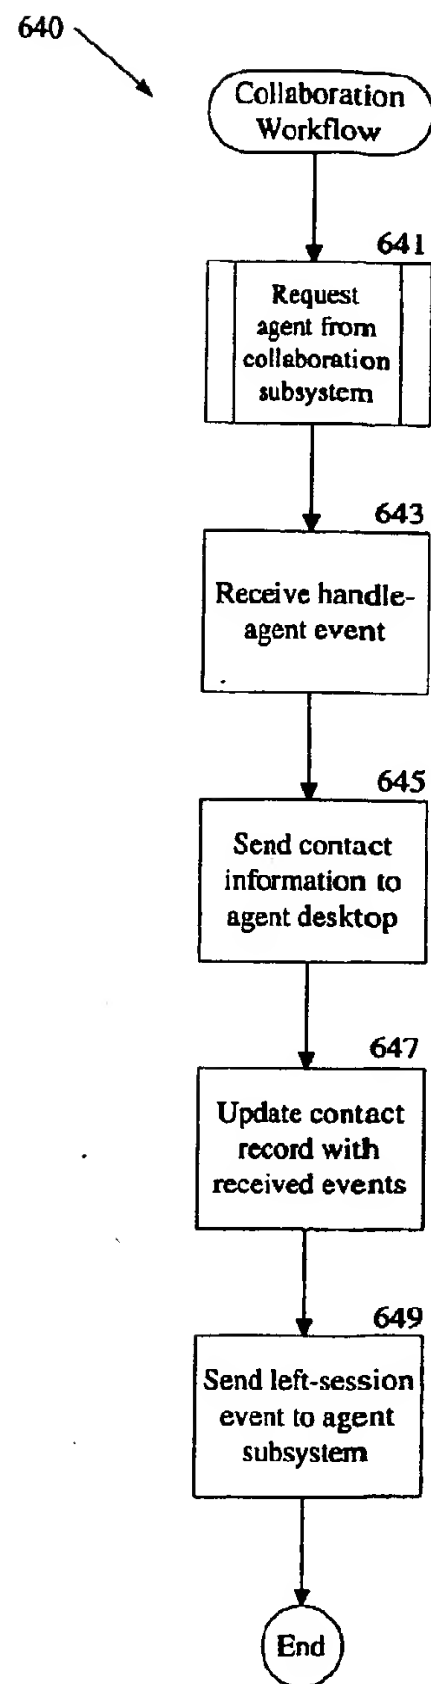 640
Collaboration
Workflow
641
Request
agent from
collaboration
subsystem
643
Receive handle-
agent event
645
Send contact
information to
agent desktop
647
Update contact
record with
received events
649
Send left-session
event to agent
subsystem
End